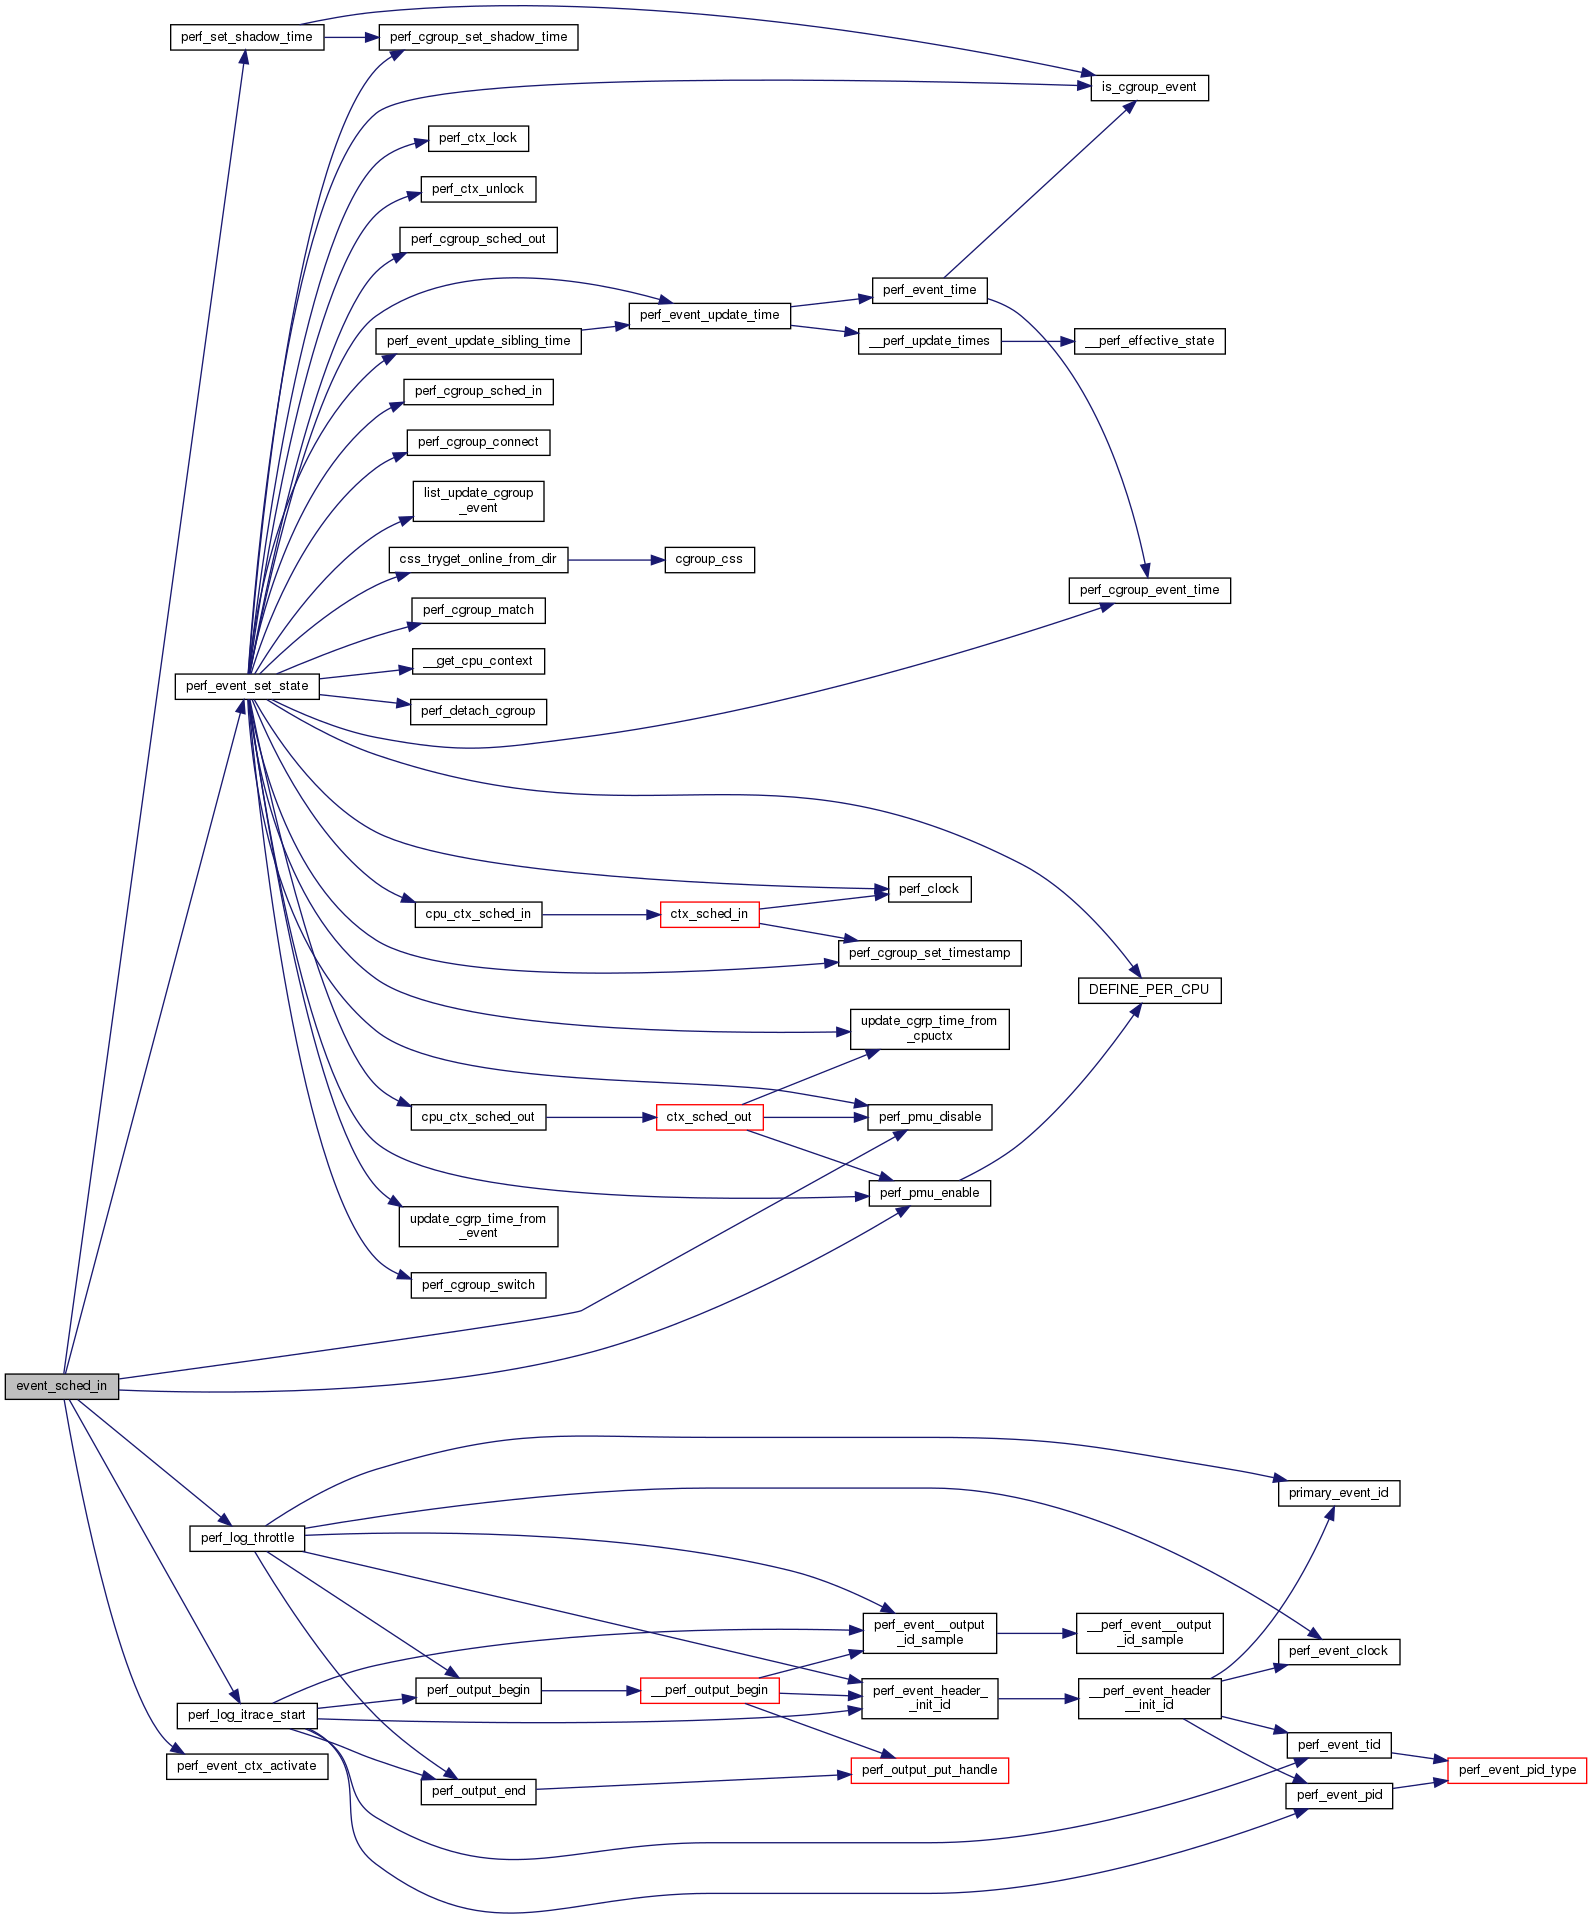 perf_set_shadow_time
perf_cgroup_set_shadow_time
is_cgroup_event
perf_ctx_lock
perf_ctx_unlock
perf_cgroup_sched_out
perf_event_time
perf_event_update_time
perf_event_update_sibling_time
__perf_update_times
__perf_effective_state
perf_cgroup_sched_in
perf_cgroup_connect
list_update_cgroup
_event
css_tryget_online_from_dir
cgroup_css
perf_cgroup_event_time
perf_cgroup_match
__get_cpu_context
perf_event_set_state
perf_detach_cgroup
perf_clock
cpu_ctx_sched_in
ctx_sched_in
perf_cgroup_set_timestamp
DEFINE_PER_CPU
update_cgrp_time_from
_cpuctx
cpu_ctx_sched_out
ctx_sched_out
perf_pmu_disable
perf_pmu_enable
update_cgrp_time_from
_event
perf_cgroup_switch
event_sched_in
primary_event_id
perf_log_throttle
perf_event__output
_id_sample
__perf_event__output
_id_sample
perf_event_clock
perf_output_begin
__perf_output_begin
perf_event_header_
_init_id
__perf_event_header
__init_id
perf_log_itrace_start
perf_event_tid
perf_event_ctx_activate
perf_output_put_handle
perf_event_pid_type
perf_output_end
perf_event_pid